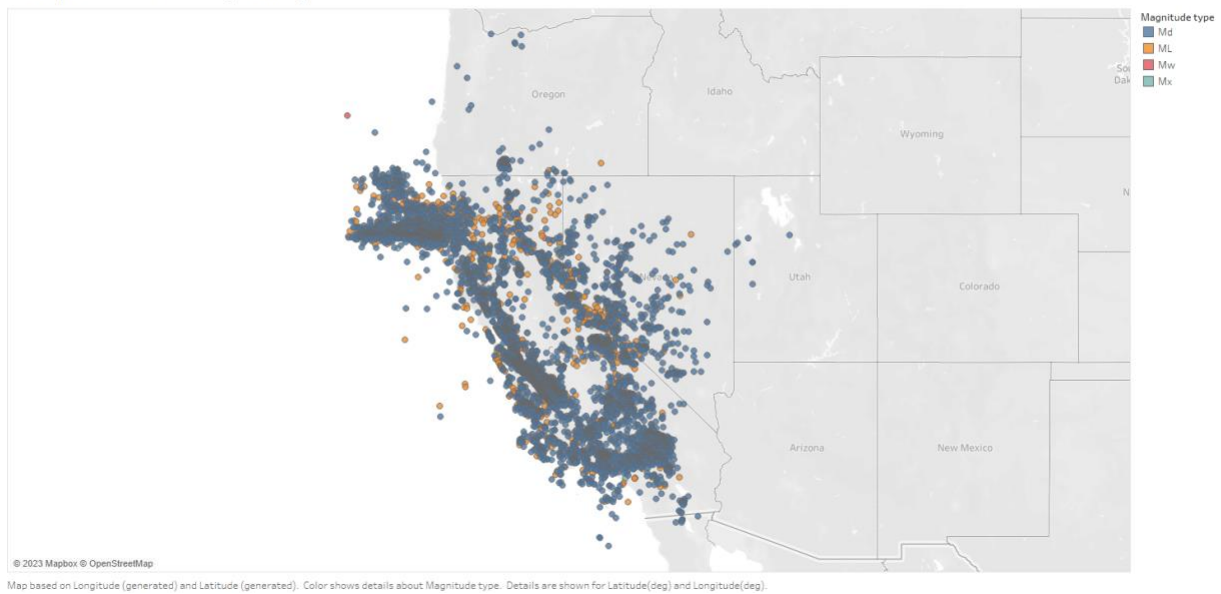 Magnitude type
Md
ML
Mw
Mx
Oregon
Idaho
Wyoming
Utah
Colorado
Arizona
New Mexico
© 2023 Mapbox © OpenStreetMap
Map based on Longitude (generated) and Latitude (generated). Color shows details about Magnitude type. Details are shown for Latitude(deg) and Longitude(deg).